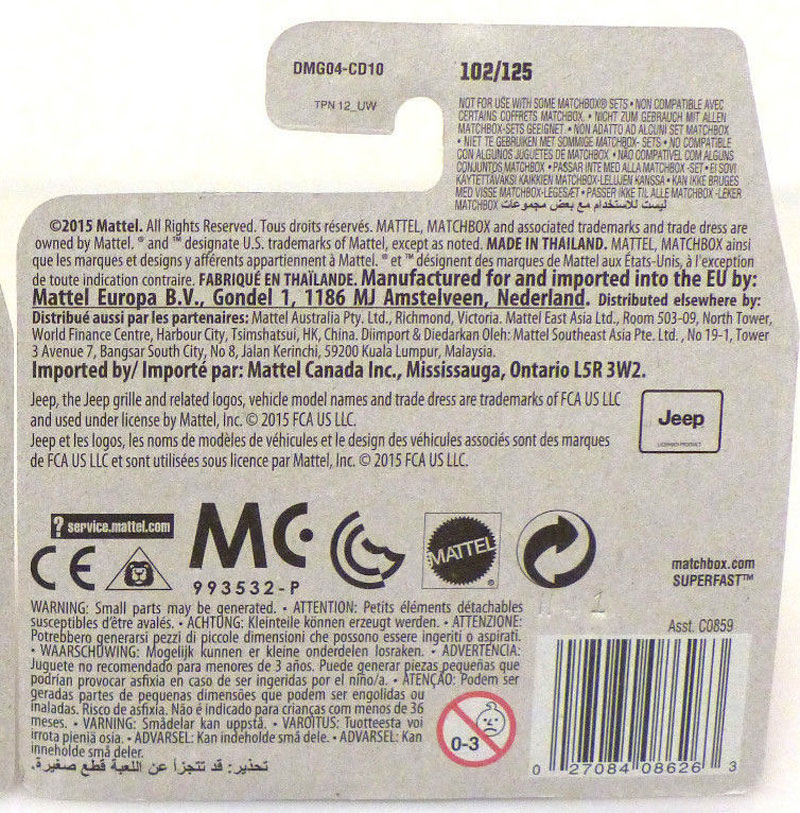 DMG04-CD10
TPN 12_UW
102/125
NOT FOR USE WITH SOME MATCHBOX® SETS • NON COMPATIBLE AVEC
CERTAINS COFFRETS MATCHBOX. • NICHT ZUM GEBRAUCH MIT ALLEN
MATCHBOX-SETS GEEIGNET. • NON ADATTO AD ALCUNI SET MATCHBOX
• NIET TE GEBRUIKEN MET SOMMIGE MATCHBOX- SETS • NO COMPATIBLE
CON ALGUNOS JUGUETES DE MATCHBOX. • NÃO COMPATÍVEL COM ALGUNS
CONJUNTOS MATCHBOX • PASSAR INTE MED ALLA MATCHBOX -SET • EI SOVI
KÄYTETTÄVÄKSI KAIKKIEN MATCHBOX-LELUJEN KANSSA • KAN IKKE BRUGES
MED VISSE MATCHBOX-LEGESÆT • PASSER IKKE TIL ALLE MATCHBOX -LEKER
ليست للاستخدام مع بعض مجموعات MATCHBOX
©2015 Mattel. All Rights Reserved. Tous droits réservés. MATTEL, MATCHBOX and associated trademarks and trade dress are
owned by Mattel. ® and ™ designate U.S. trademarks of Mattel, except as noted. MADE IN THAILAND. MATTEL, MATCHBOX ainsi
que les marques et designs y afférents appartiennent à Mattel. ® et ™ désignent des marques de Mattel aux États-Unis, à l'exception
de toute indication contraire. FABRIQUÉ EN THAÏLANDE. Manufactured for and imported into the EU by:
Mattel Europa B.V., Gondel 1, 1186 MJ Amstelveen, Nederland. Distributed elsewhere by:
Distribué aussi par les partenaires: Mattel Australia Pty. Ltd., Richmond, Victoria. Mattel East Asia Ltd., Room 503-09, North Tower,
World Finance Centre, Harbour City, Tsimshatsui, HK, China. Diimport & Diedarkan Oleh: Mattel Southeast Asia Pte. Ltd. , No 19-1, Tower
3 Avenue 7, Bangsar South City, No 8, Jalan Kerinchi, 59200 Kuala Lumpur, Malaysia.
Imported by/ Importé par: Mattel Canada Inc., Mississauga, Ontario L5R 3W2.
Jeep, the Jeep grille and related logos, vehicle model names and trade dress are trademarks of FCA US LLC
and used under license by Mattel, Inc. © 2015 FCA US LLC.
Jeep et les logos, les noms de modèles de véhicules et le design des véhicules associés sont des marques
de FCA US LLC et sont utilisées sous licence par Mattel, Inc. © 2015 FCA US LLC.
Jeep
LICENSED PRODUCT
? service.mattel.com
CE
MC
993532-P
MATTEL
®
matchbox.com
SUPERFAST™
WARNING: Small parts may be generated. • ATTENTION: Petits éléments détachables
susceptibles d'être avalés. • ACHTUNG: Kleinteile können erzeugt werden. • ATTENZIONE:
Potrebbero generarsi pezzi di piccole dimensioni che possono essere ingeriti o aspirati.
• WAARSCHUWING: Mogelijk kunnen er kleine onderdelen losraken. • ADVERTENCIA:
Juguete no recomendado para menores de 3 años. Puede generar piezas pequeñas que
podrían provocar asfixia en caso de ser ingeridas por el niño/a. • ATENÇÃO: Podem ser
geradas partes de pequenas dimensões que podem ser engolidas ou
inaladas. Risco de asfixia. Não é indicado para crianças com menos de 36
meses. • VARNING: Smådelar kan uppstå. • VAROITUS: Tuotteesta voi
irrota pieniä osia. • ADVARSEL: Kan indeholde små dele. • ADVARSEL: Kan
inneholde små deler.
تحذير: قد تتجزأ عن اللعبة قطع صغيرة.
0-3
1
Asst. C0859
0 27084 08626 3